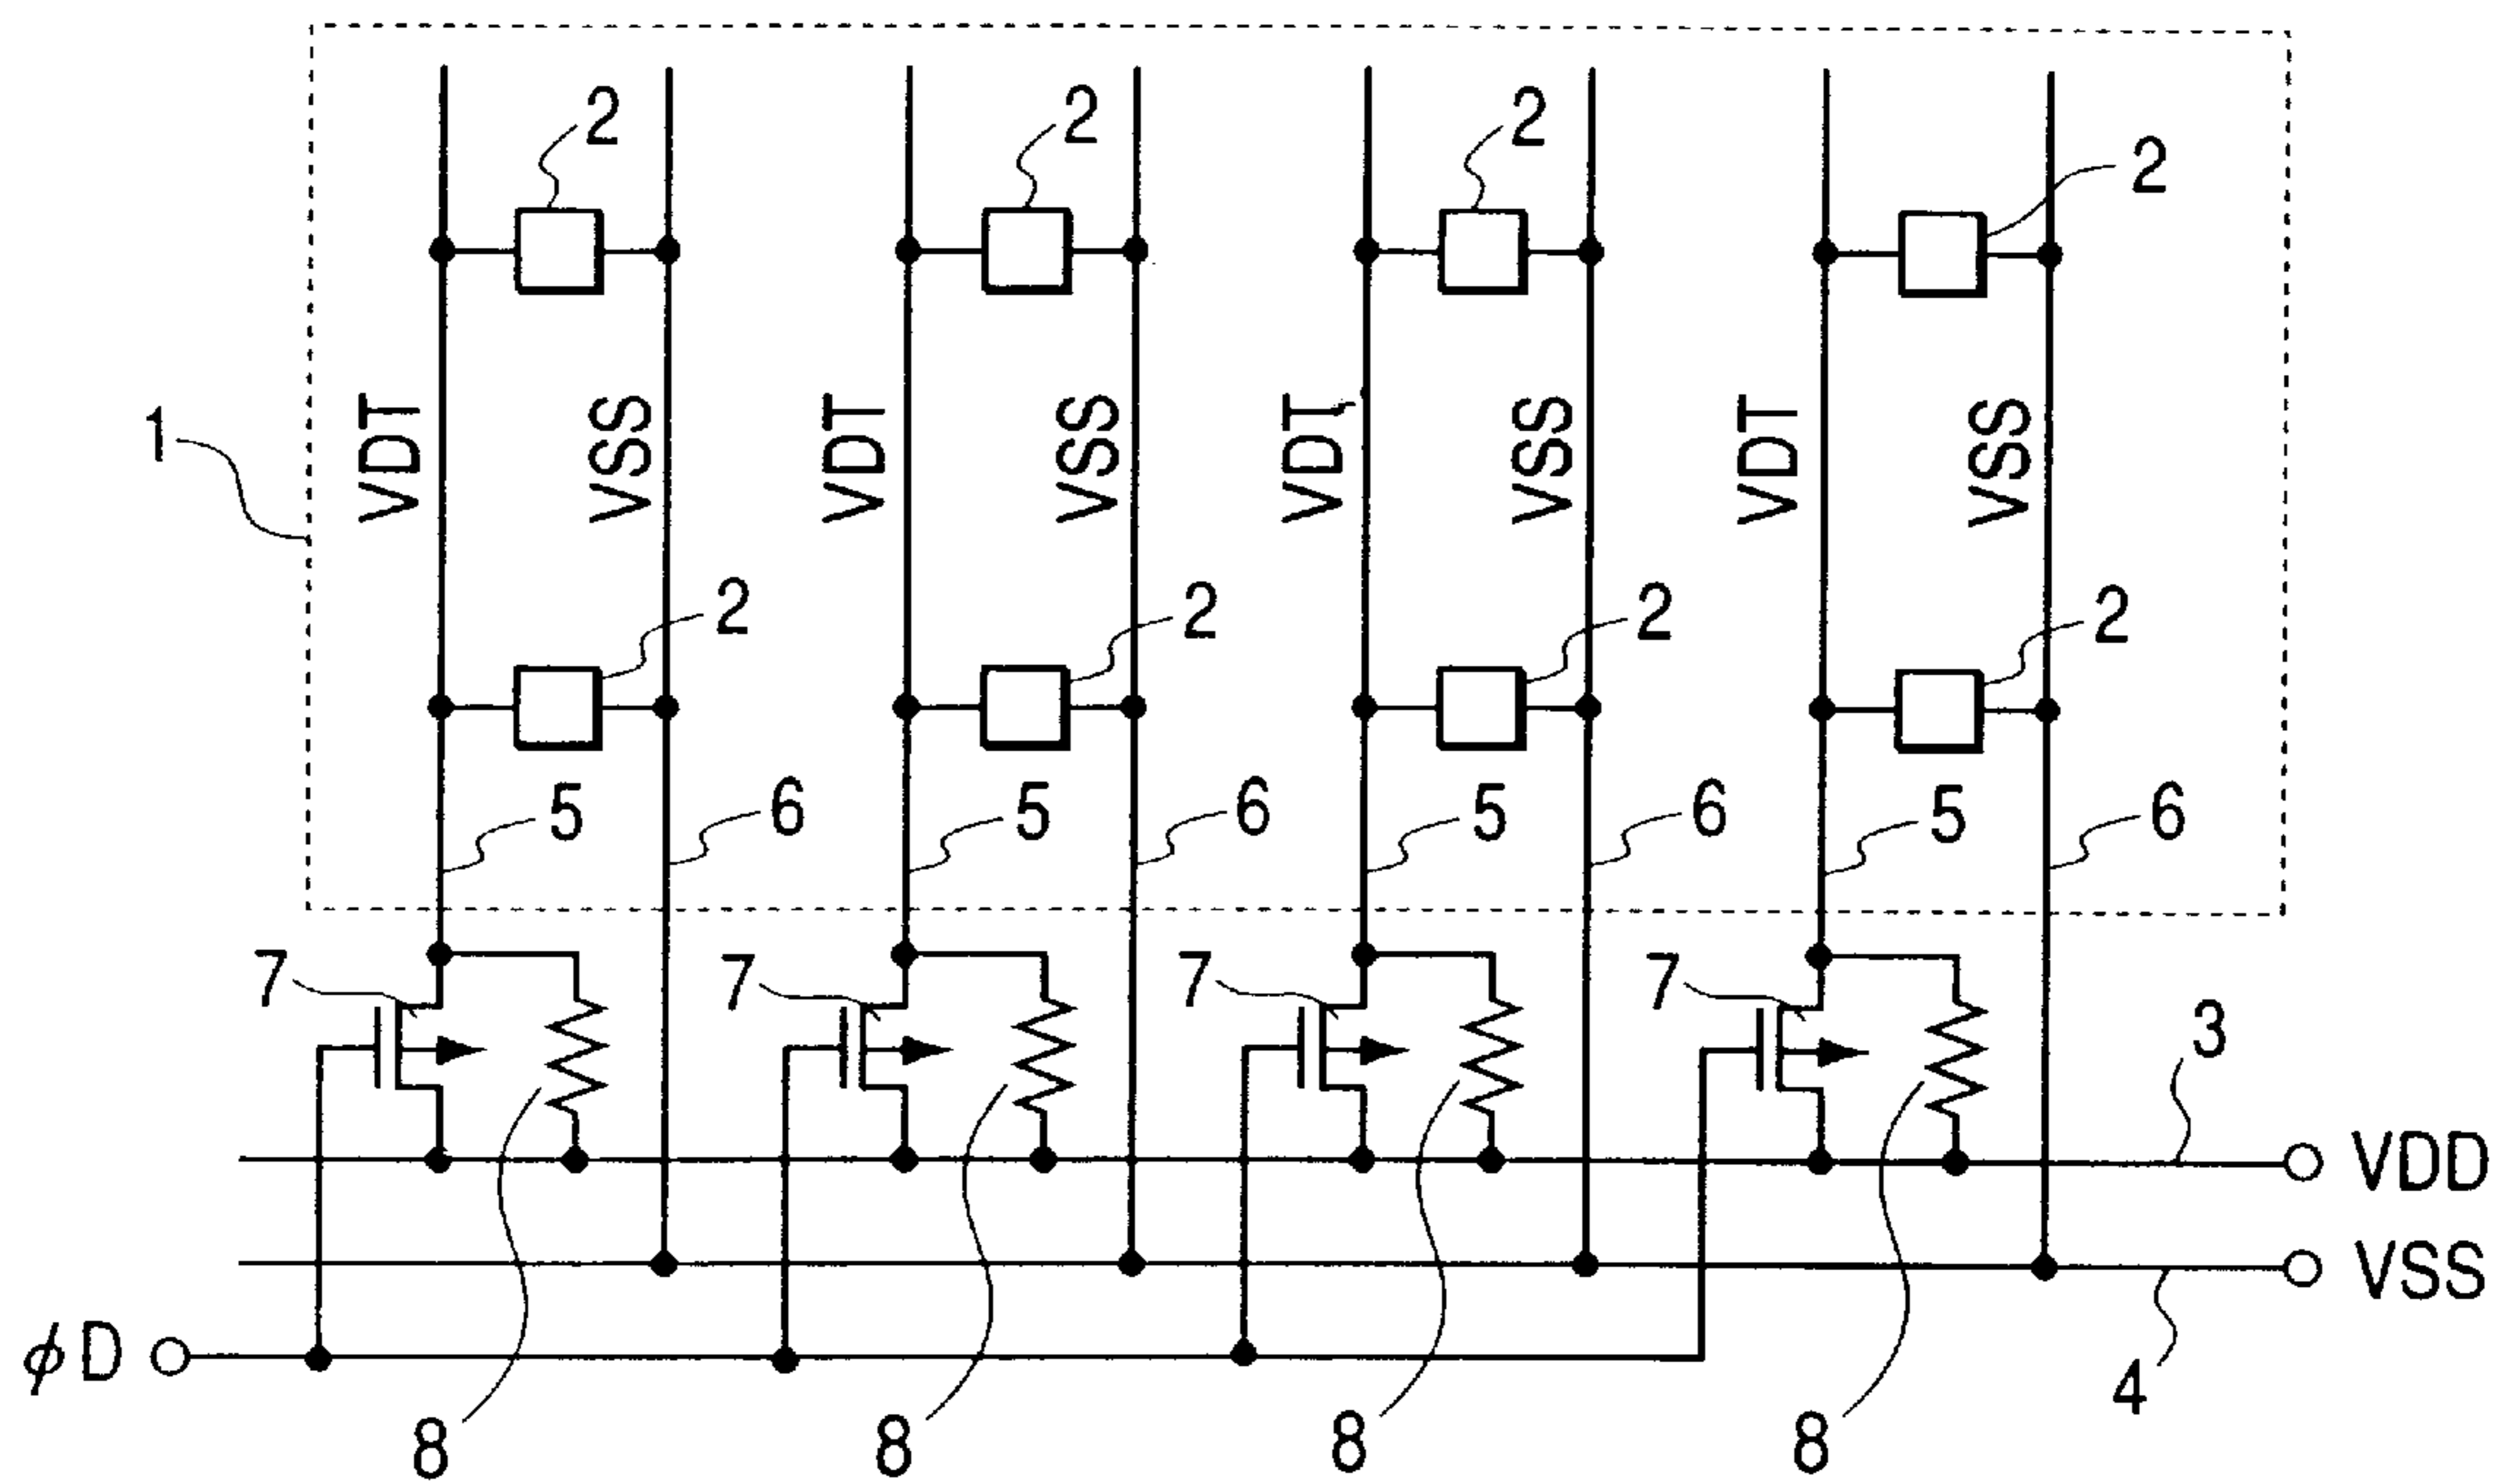 2 2 2 2
1 VDT VSS VDT VSS VDT VSS VDT VSS
2 2 2 2
5 6 5 6 5 6 5 6
7 7 7 7
3
VDD
VSS
φD
4
8 8 8 8